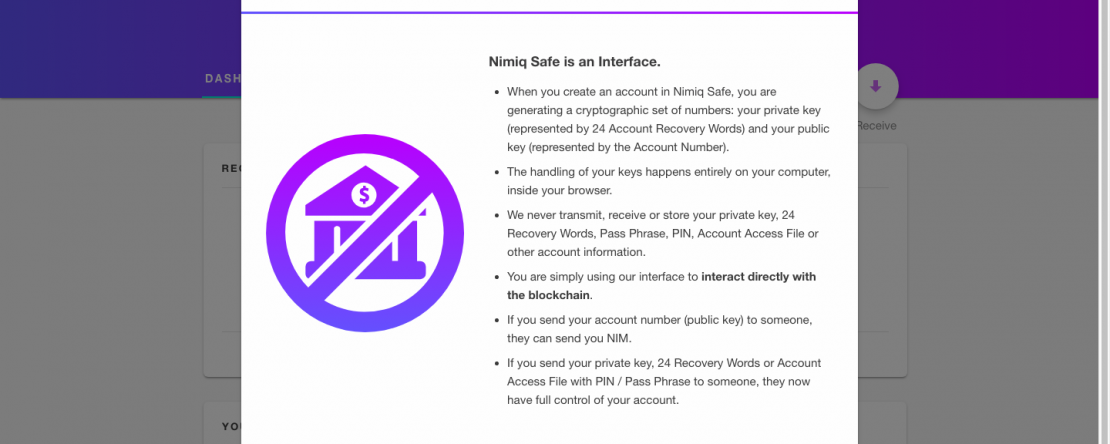 Nimiq Safe is an Interface.
When you create an account in Nimiq Safe, you are
generating a cryptographic set of numbers: your private key
(represented by 24 Account Recovery Words) and your public
key (represented by the Account Number).
The handling of your keys happens entirely on your computer,
inside your browser.
We never transmit, receive or store your private key, 24
Recovery Words, Pass Phrase, PIN, Account Access File or
other account information.
You are simply using our interface to interact directly with
the blockchain.
If you send your account number (public key) to someone,
they can send you NIM.
If you send your private key, 24 Recovery Words or Account
Access File with PIN / Pass Phrase to someone, they now
have full control of your account.
DASH
Receive
REC
YOU
$